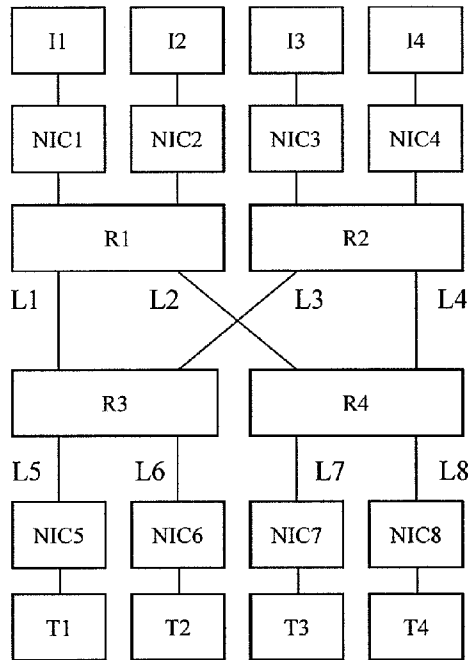 I1 I2 I3 I4
NIC1 NIC2 NIC3 NIC4
R1 R2
L1 L2 L3 L4
R3 R4
L5 L6 L7 L8
NIC5 NIC6 NIC7 NIC8
T1 T2 T3 T4